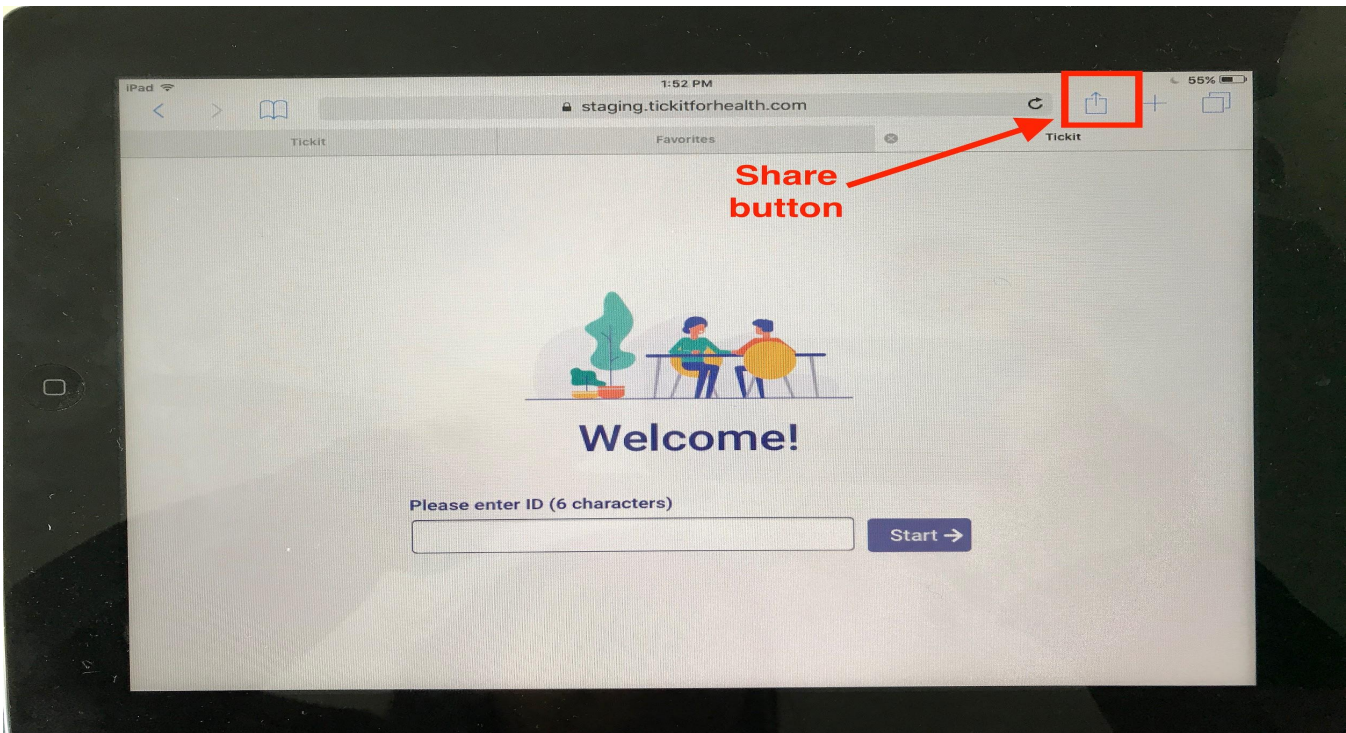 iPad
1:52 PM
55%
staging.tickitforhealth.com
Tickit
Favorites
Tickit
Share
button
Welcome!
Please enter ID (6 characters)
Start →